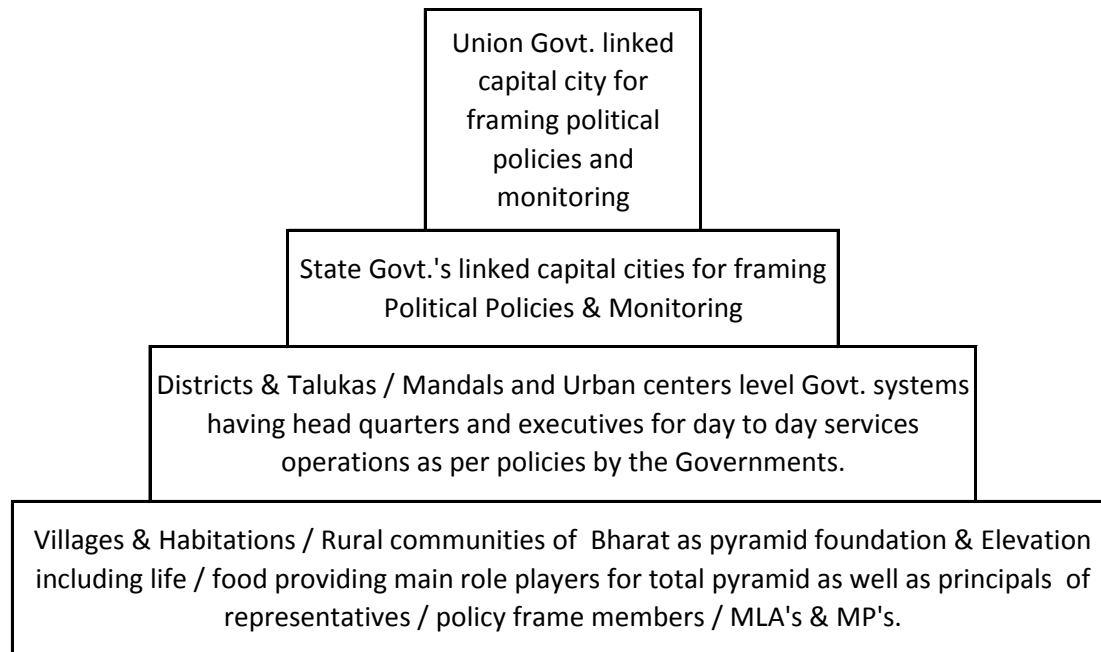 Union Govt. linked
capital city for
framing political
policies and
monitoring
State Govt.'s linked capital cities for framing
Political Policies & Monitoring
Districts & Talukas / Mandals and Urban centers level Govt. systems
having head quarters and executives for day to day services
operations as per policies by the Governments.
Villages & Habitations / Rural communities of  Bharat as pyramid foundation & Elevation
including life / food providing main role players for total pyramid as well as principals  of
representatives / policy frame members / MLA's & MP's.